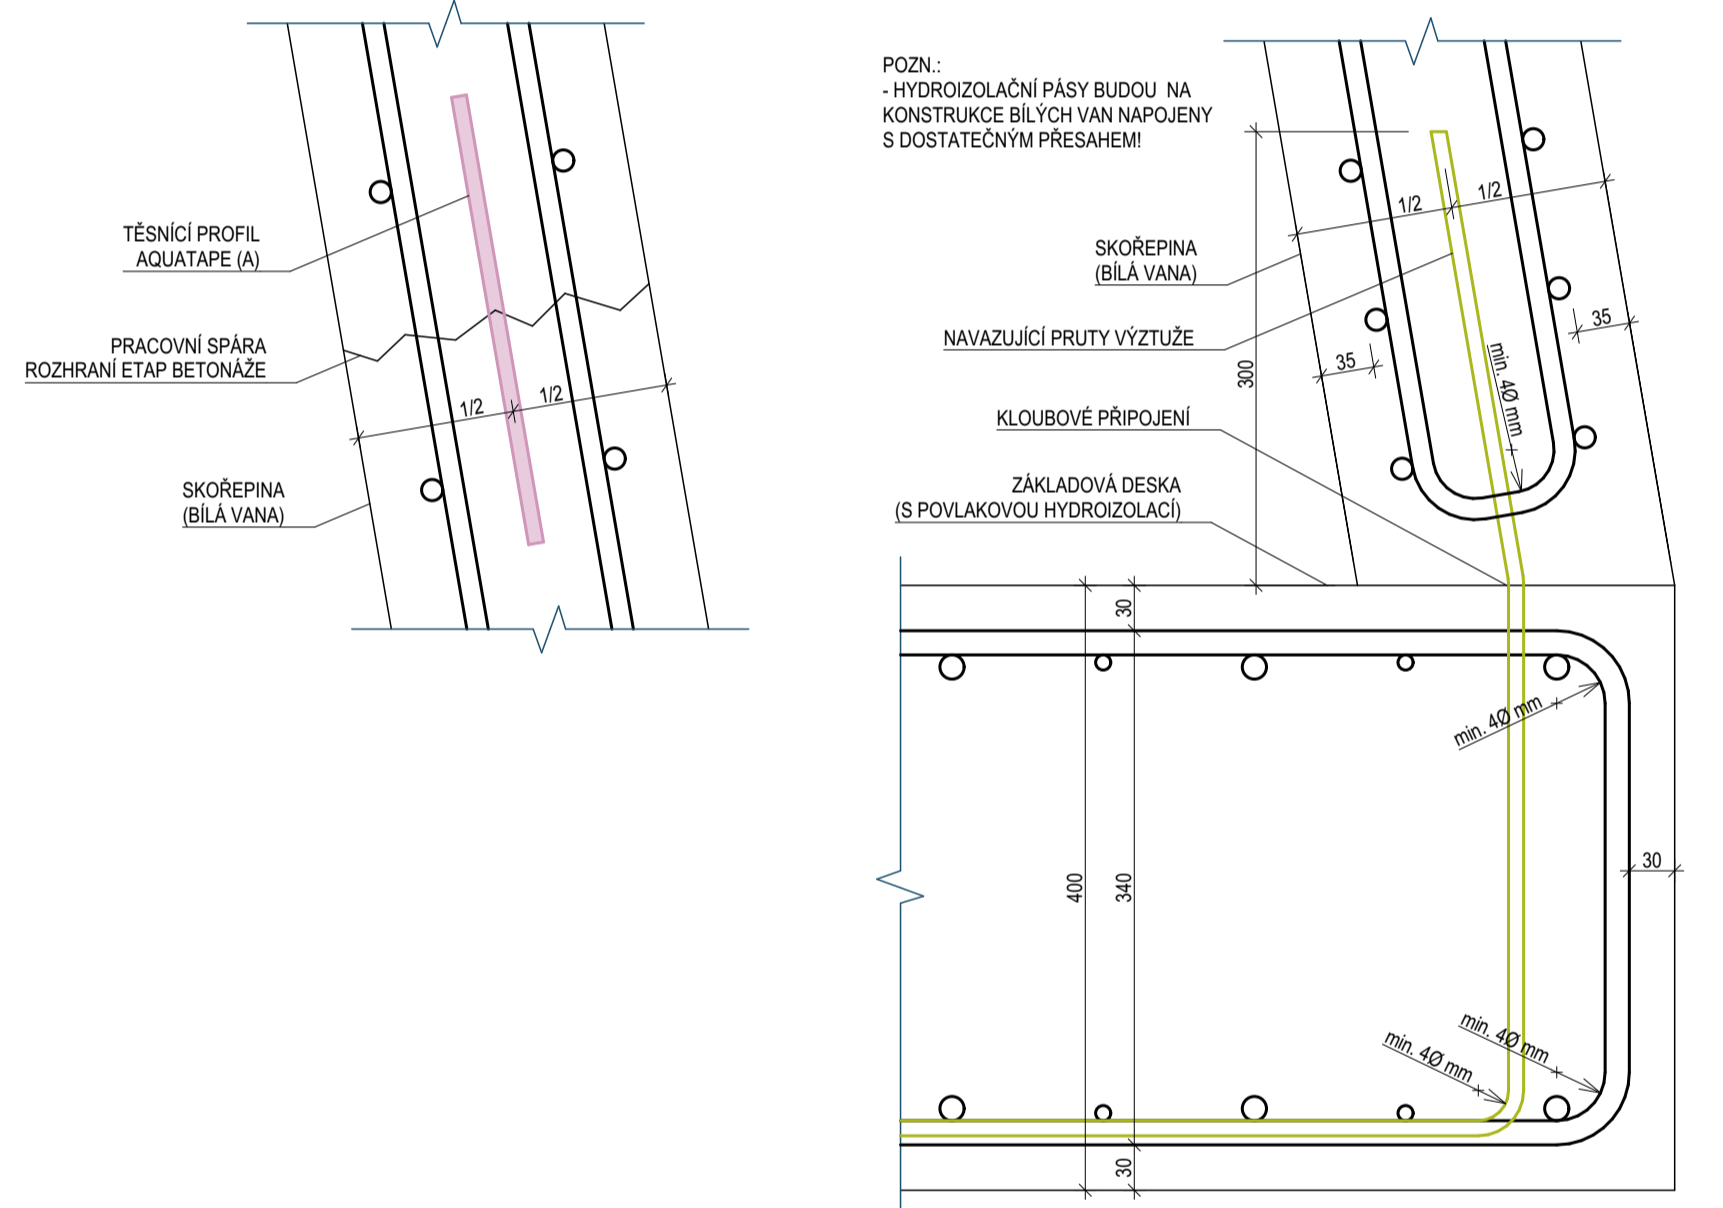 TĚSNÍCÍ PROFIL
AQUATAPE (A)
PRACOVNÍ SPÁRA
ROZHRANÍ ETAP BETONÁŽE
1/2
1/2
SKOŘEPINA
(BÍLÁ VANA)
POZN.:
- HYDROIZOLAČNÍ PÁSY BUDOU  NA
KONSTRUKCE BÍLÝCH VAN NAPOJENY
S DOSTATEČNÝM PŘESAHEM!
1/2
1/2
SKOŘEPINA
(BÍLÁ VANA)
35
NAVAZUJÍCÍ PRUTY VÝZTUŽE
35
300
min. 4Ø mm
KLOUBOVÉ PŘIPOJENÍ
ZÁKLADOVÁ DESKA
(S POVLAKOVOU HYDROIZOLACÍ)
30
min. 4Ø mm
30
400
340
min. 4Ø mm
min. 4Ø mm
30